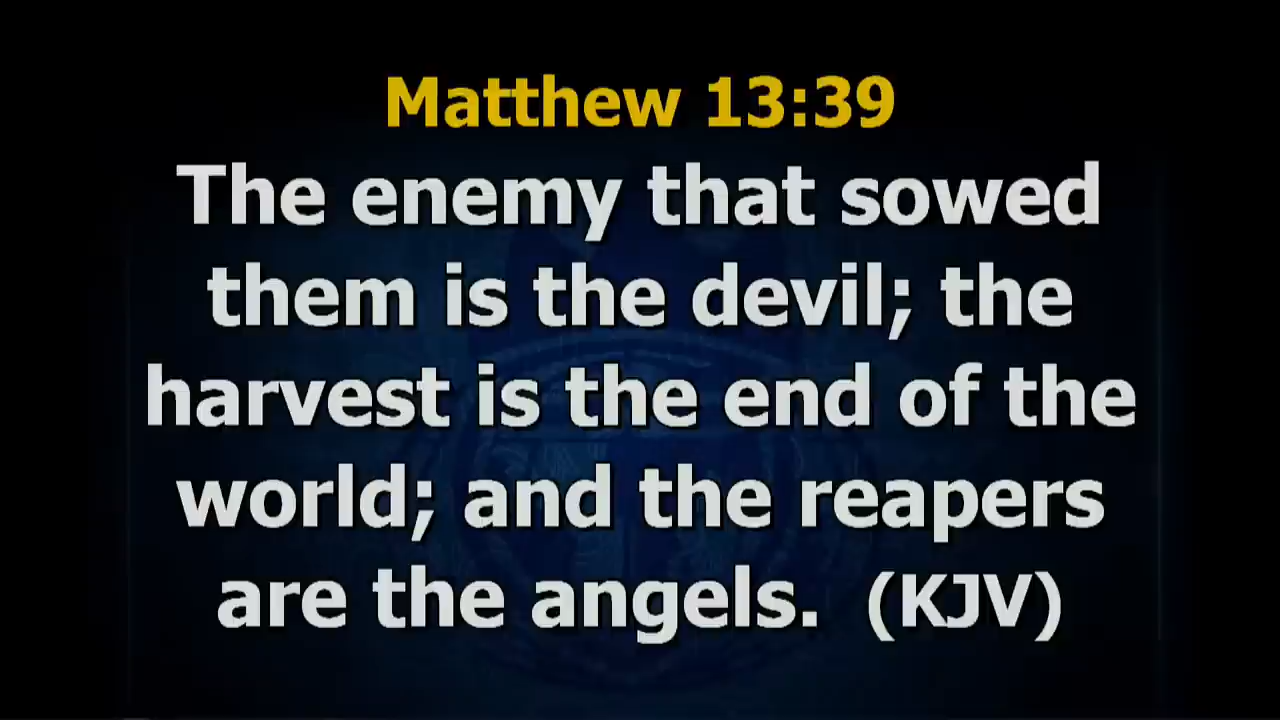 Matthew 13:39
The enemy that sowed
them is the devil; the
harvest is the end of the
world; and the reapers
are the angels. (KJV)